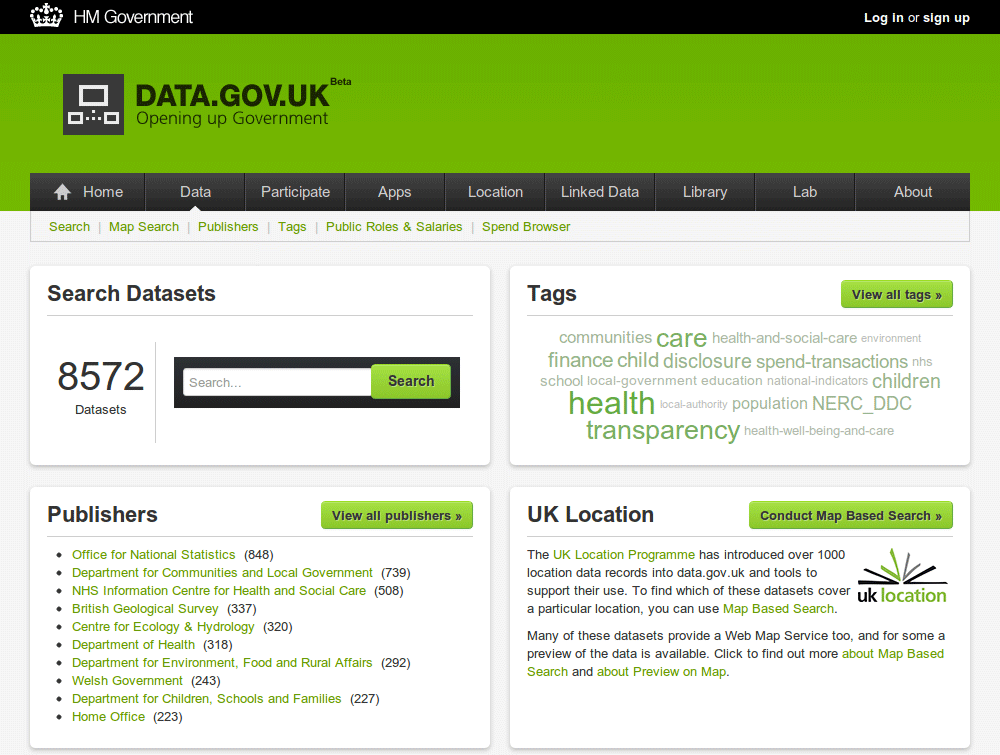 HM Government
Log in or sign up
DATA.GOV.UK Beta
Opening up Government
Home Data Participate Apps Location Linked Data Library Lab About
Search | Map Search | Publishers | Tags | Public Roles & Salaries | Spend Browser
Search Datasets
8572
Datasets
Search...
Search
Tags
View all tags »
communities care health-and-social-care environment
finance child disclosure spend-transactions nhs
school local-government education national-indicators children
health local-authority population NERC_DDC
transparency health-well-being-and-care
Publishers
View all publishers »
Office for National Statistics (848)
Department for Communities and Local Government (739)
NHS Information Centre for Health and Social Care (508)
British Geological Survey (337)
Centre for Ecology & Hydrology (320)
Department of Health (318)
Department for Environment, Food and Rural Affairs (292)
Welsh Government (243)
Department for Children, Schools and Families (227)
Home Office (223)
UK Location
Conduct Map Based Search »
The UK Location Programme has introduced over 1000
location data records into data.gov.uk and tools to
support their use. To find which of these datasets cover
a particular location, you can use Map Based Search.
uk location
Many of these datasets provide a Web Map Service too, and for some a
preview of the data is available. Click to find out more about Map Based
Search and about Preview on Map.